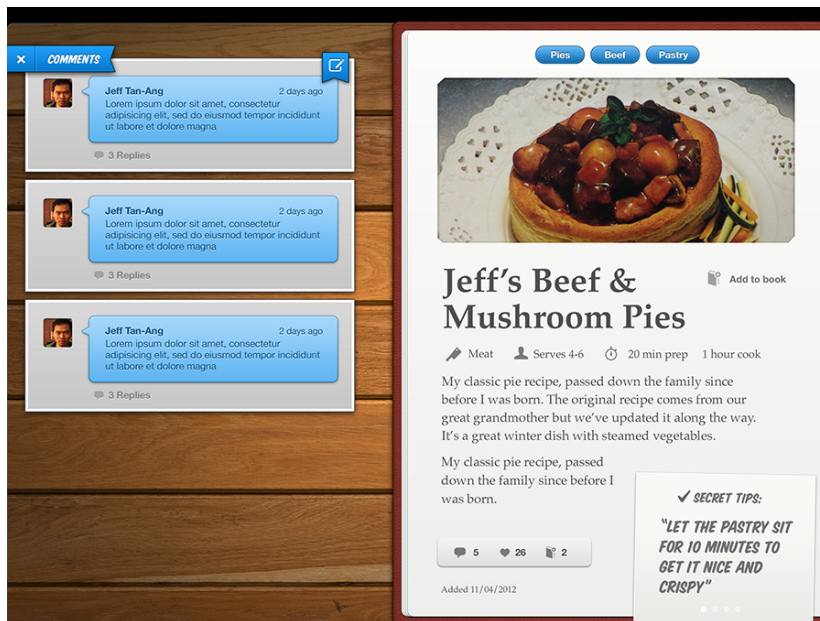 COMMENTS
Jeff Tan-Ang 2 days ago
Lorem ipsum dolor sit amet, consectetur
adipisicing elit, sed do eiusmod tempor incididunt
ut labore et dolore magna
3 Replies
Jeff Tan-Ang 2 days ago
Lorem ipsum dolor sit amet, consectetur
adipisicing elit, sed do eiusmod tempor incididunt
ut labore et dolore magna
3 Replies
Jeff Tan-Ang 2 days ago
Lorem ipsum dolor sit amet, consectetur
adipisicing elit, sed do eiusmod tempor incididunt
ut labore et dolore magna
3 Replies
Pies Beef Pastry
Jeff's Beef &
Mushroom Pies
Add to book
Meat Serves 4-6 20 min prep 1 hour cook
My classic pie recipe, passed down the family since
before I was born. The original recipe comes from our
great grandmother but we've updated it along the way.
It's a great winter dish with steamed vegetables.
My classic pie recipe, passed
down the family since before I
was born.
5 26 2
Added 11/04/2012
SECRET TIPS:
"LET THE PASTRY SIT
FOR 10 MINUTES TO
GET IT NICE AND
CRISPY"